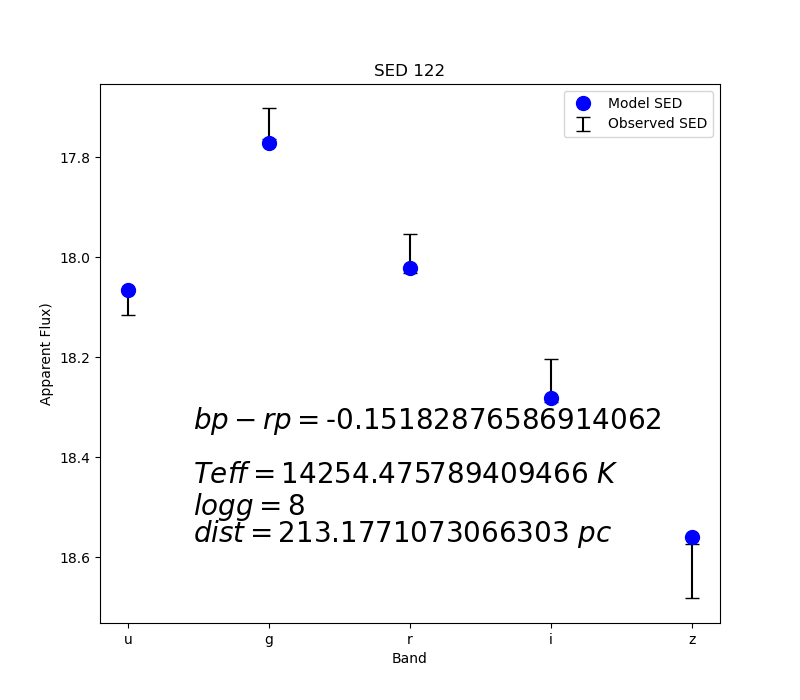 SED 122
Model SED
Observed SED
17.8
18.0
18.2
18.4
18.6
Apparent Flux)
bp − rp = -0.15182876586914062
Teff = 14254.475789409466 K
logg = 8
dist = 213.1771073066303 pc
u g r i z
Band